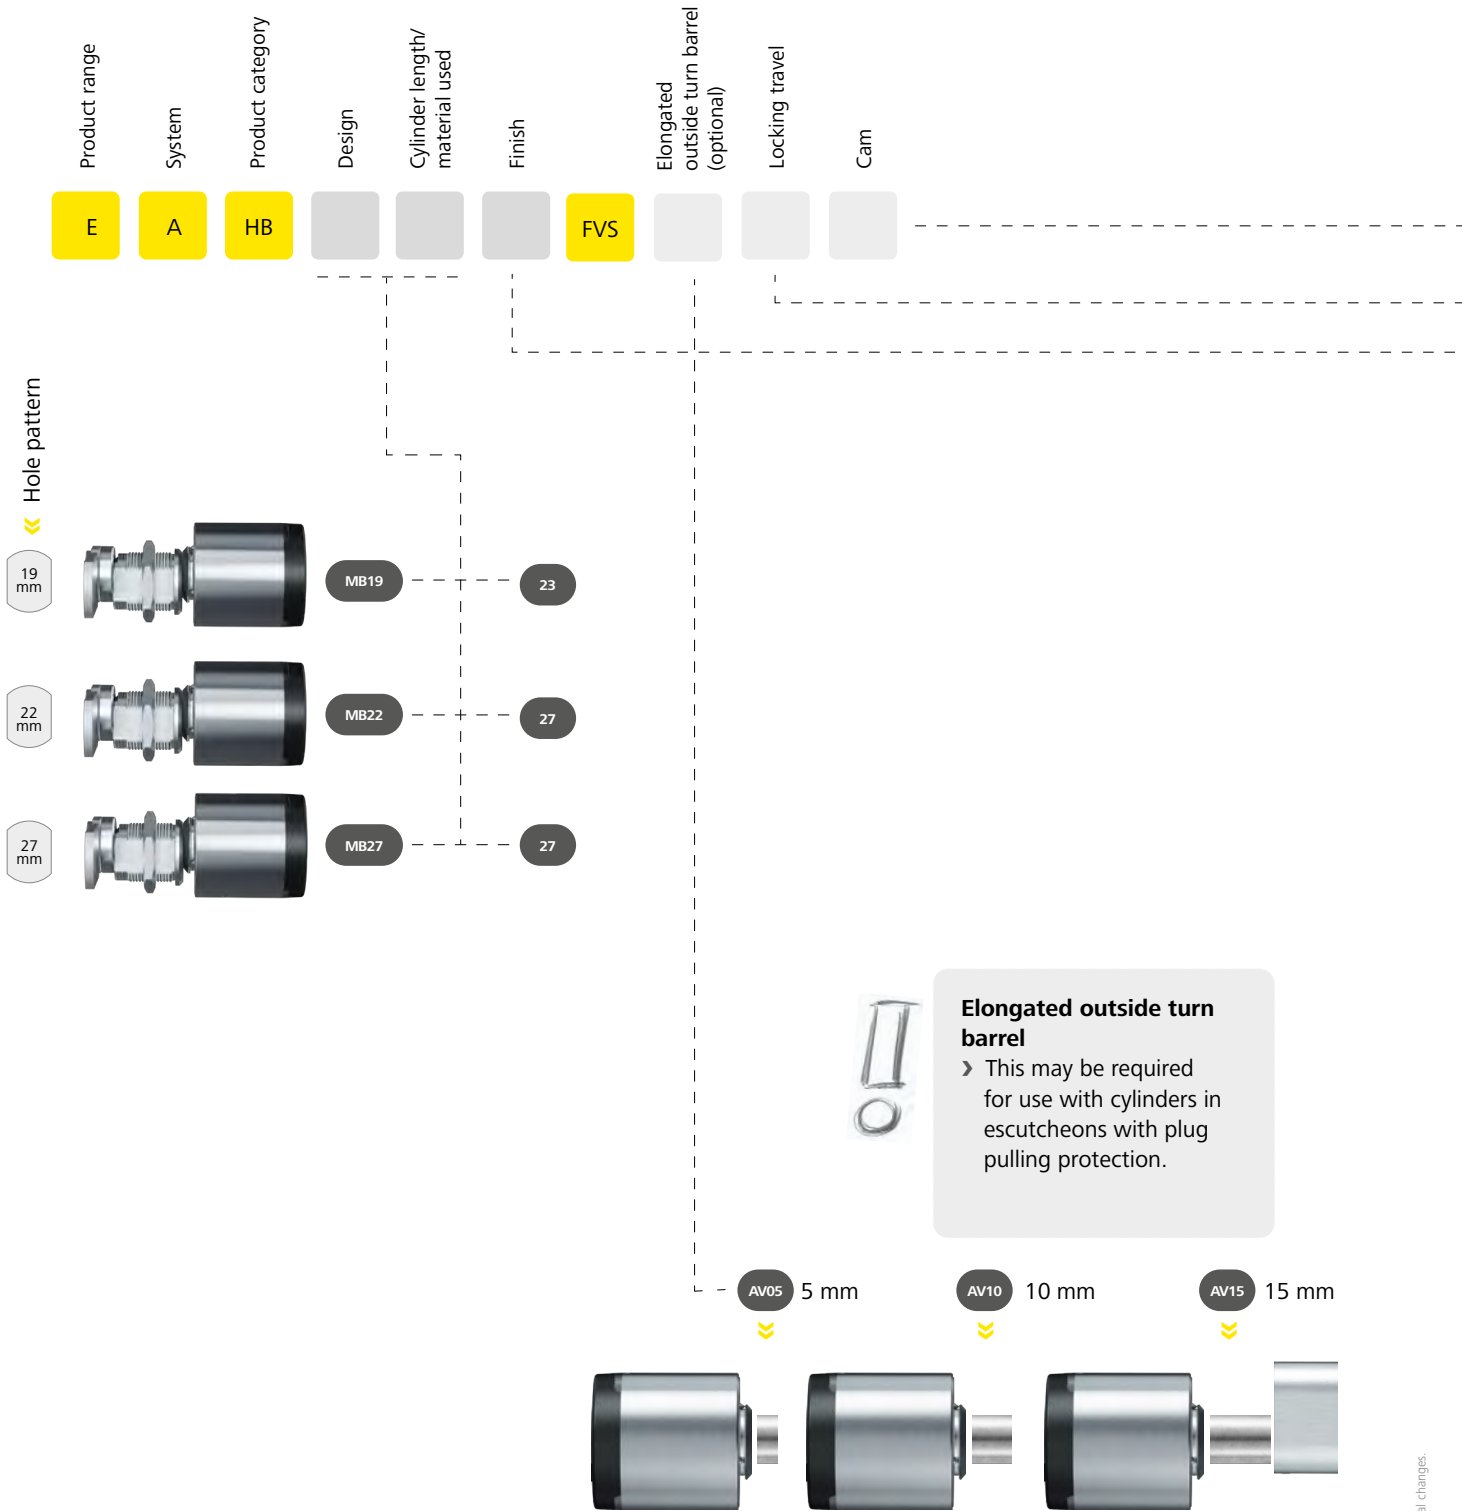 Product range
System
Product category
Design
Cylinder length/
material used
Finish
Elongated
outside turn barrel
(optional)
Locking travel
Cam
E
A
HB
FVS
Hole pattern
19
mm
MB19
23
22
mm
MB22
27
27
mm
MB27
27
Elongated outside turn
barrel
› This may be required
for use with cylinders in
escutcheons with plug
pulling protection.
AV05 5 mm
AV10 10 mm
AV15 15 mm
al changes.